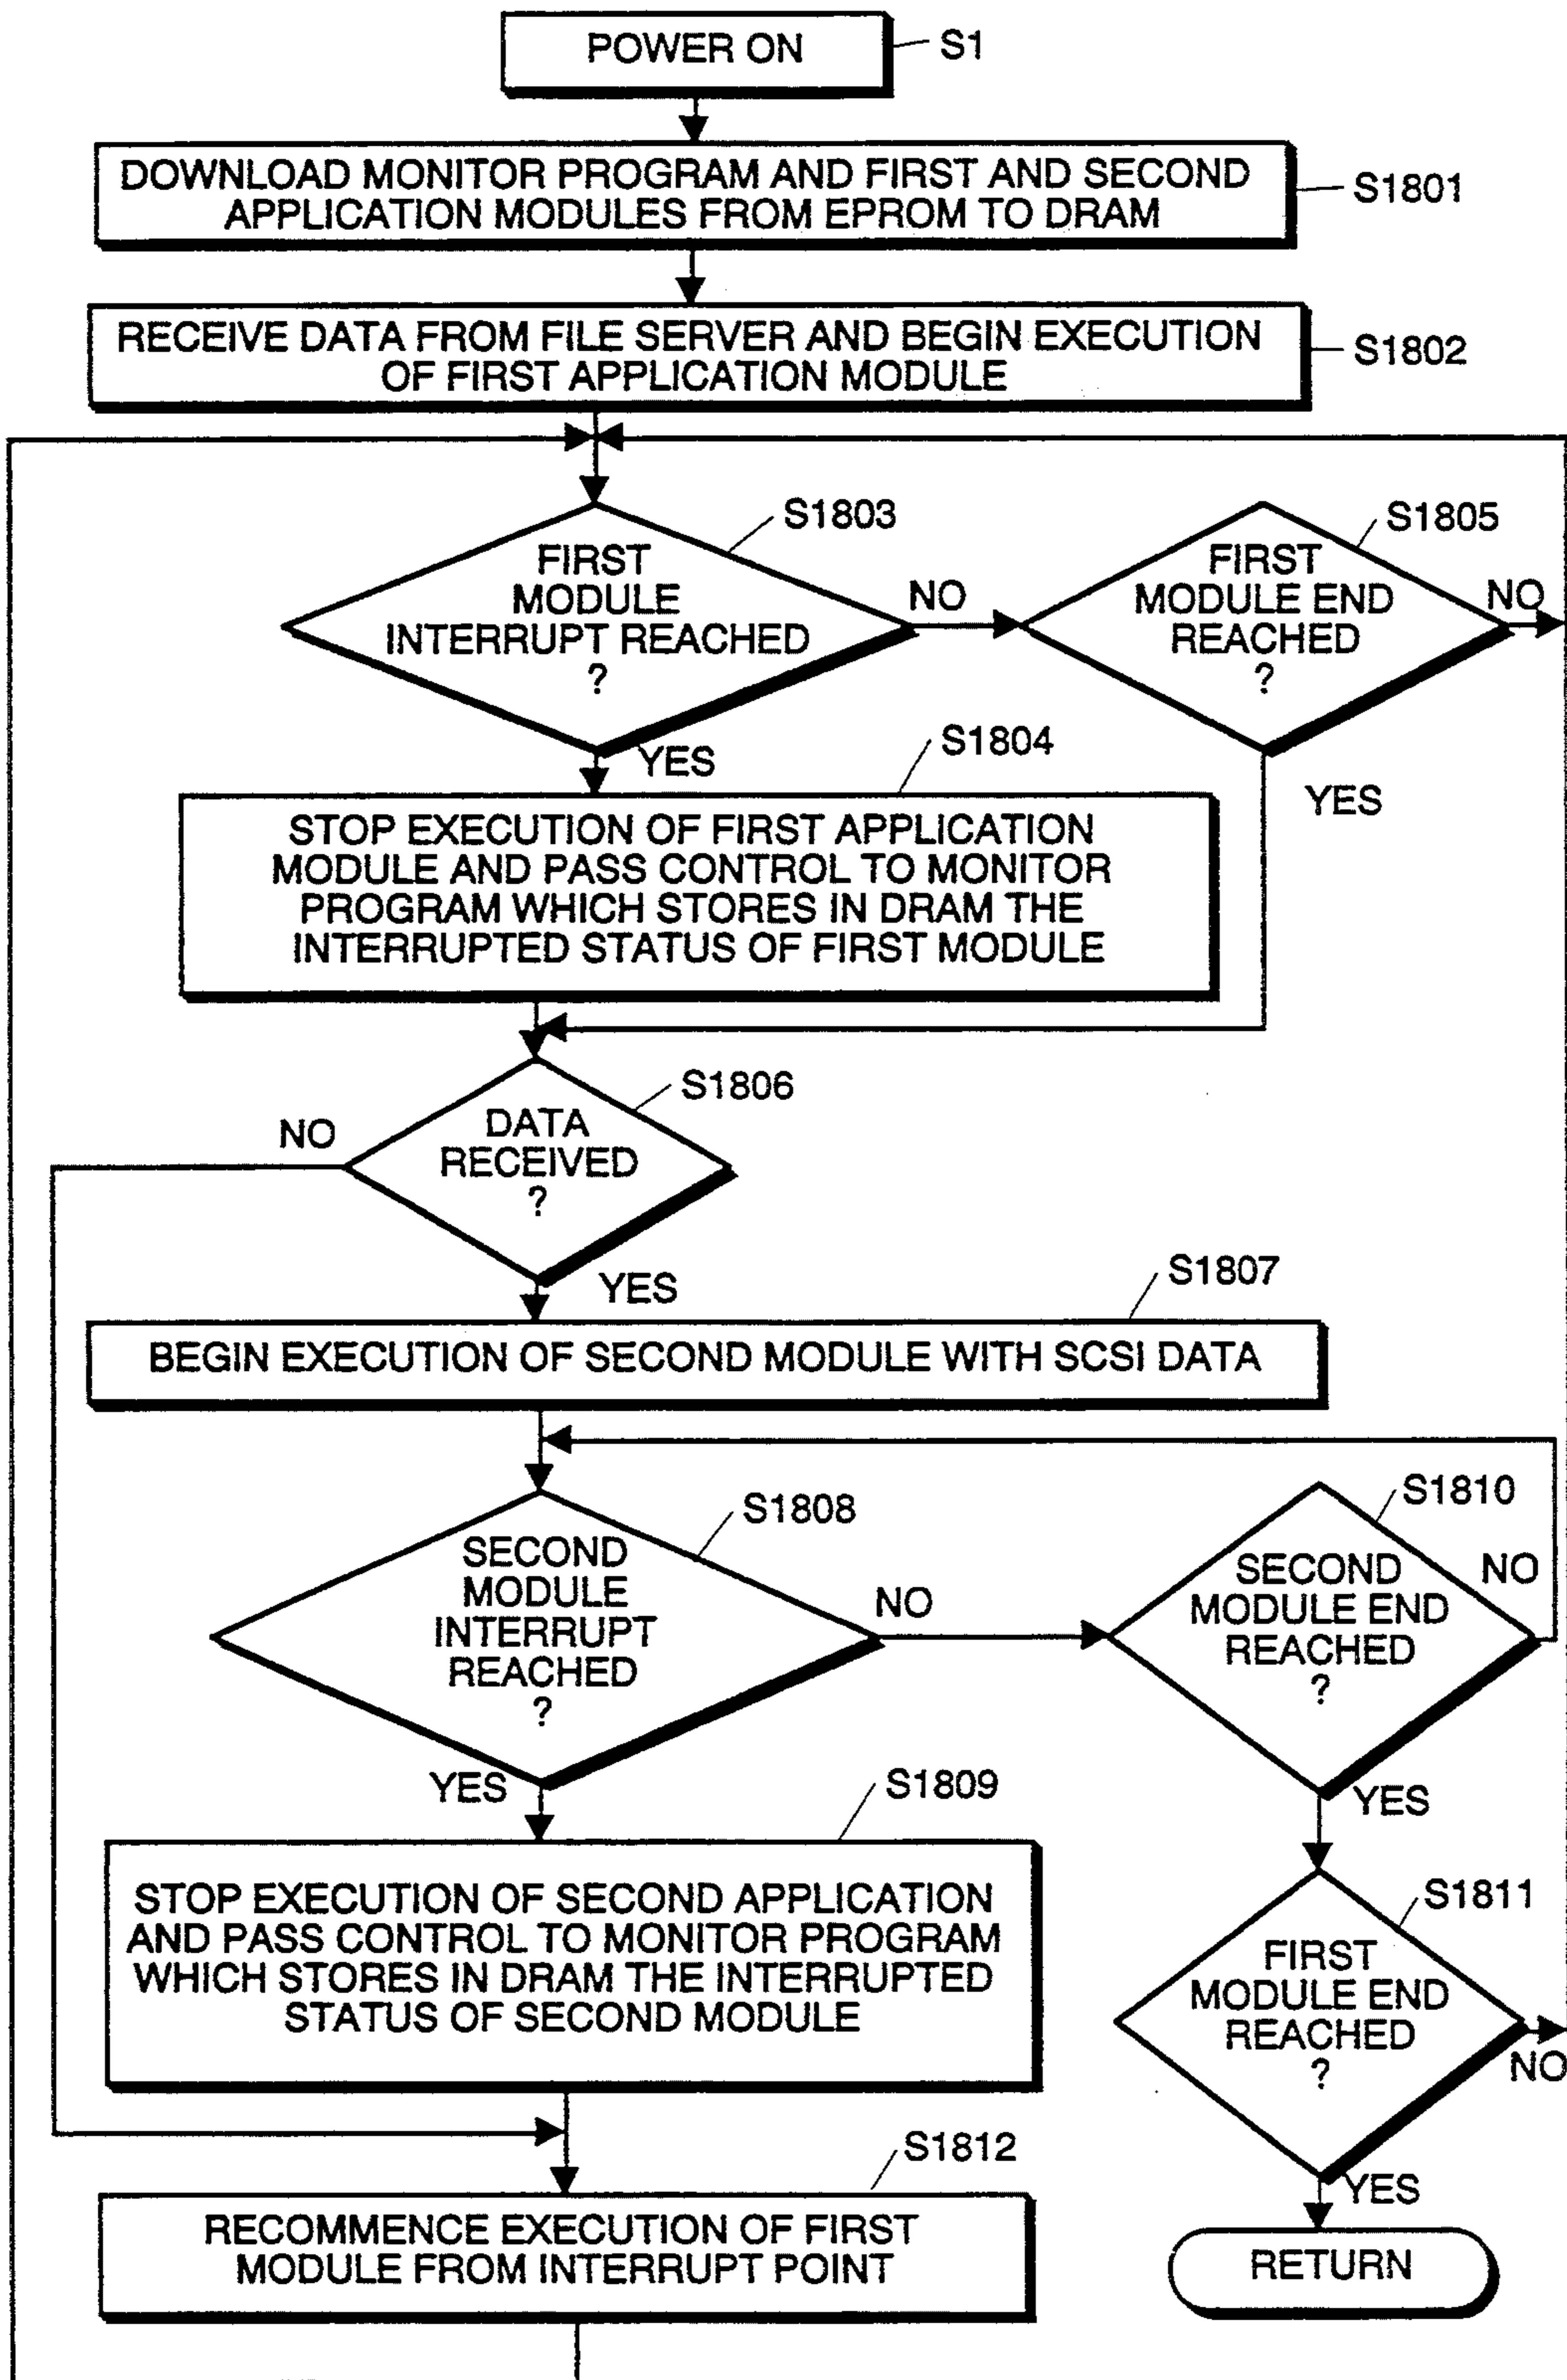 POWER ON
S1
DOWNLOAD MONITOR PROGRAM AND FIRST AND SECOND
APPLICATION MODULES FROM EPROM TO DRAM
S1801
RECEIVE DATA FROM FILE SERVER AND BEGIN EXECUTION
OF FIRST APPLICATION MODULE
S1802
S1803
FIRST
MODULE
INTERRUPT REACHED
?
NO
S1805
FIRST
MODULE END
REACHED
?
NO
YES
YES
S1804
STOP EXECUTION OF FIRST APPLICATION
MODULE AND PASS CONTROL TO MONITOR
PROGRAM WHICH STORES IN DRAM THE
INTERRUPTED STATUS OF FIRST MODULE
S1806
DATA
RECEIVED
?
NO
YES
S1807
BEGIN EXECUTION OF SECOND MODULE WITH SCSI DATA
S1808
SECOND
MODULE
INTERRUPT
REACHED
?
NO
S1810
SECOND
MODULE END
REACHED
?
NO
YES
YES
S1809
STOP EXECUTION OF SECOND APPLICATION
AND PASS CONTROL TO MONITOR PROGRAM
WHICH STORES IN DRAM THE INTERRUPTED
STATUS OF SECOND MODULE
S1811
FIRST
MODULE END
REACHED
?
NO
YES
S1812
RECOMMENCE EXECUTION OF FIRST
MODULE FROM INTERRUPT POINT
RETURN